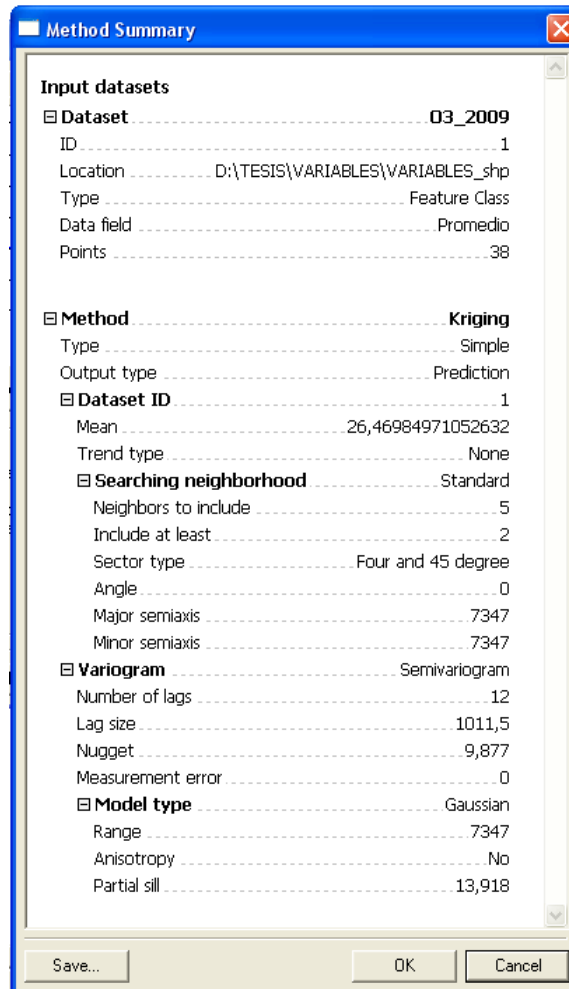 Method Summary
Input datasets
Dataset 03_2009
ID 1
Location D:\TESIS\VARIABLES\VARIABLES_shp
Type Feature Class
Data field Promedio
Points 38
Method Kriging
Type Simple
Output type Prediction
Dataset ID 1
Mean 26,46984971052632
Trend type None
Searching neighborhood Standard
Neighbors to include 5
Include at least 2
Sector type Four and 45 degree
Angle 0
Major semiaxis 7347
Minor semiaxis 7347
Variogram Semivariogram
Number of lags 12
Lag size 1011,5
Nugget 9,877
Measurement error 0
Model type Gaussian
Range 7347
Anisotropy No
Partial sill 13,918
Save... OK Cancel